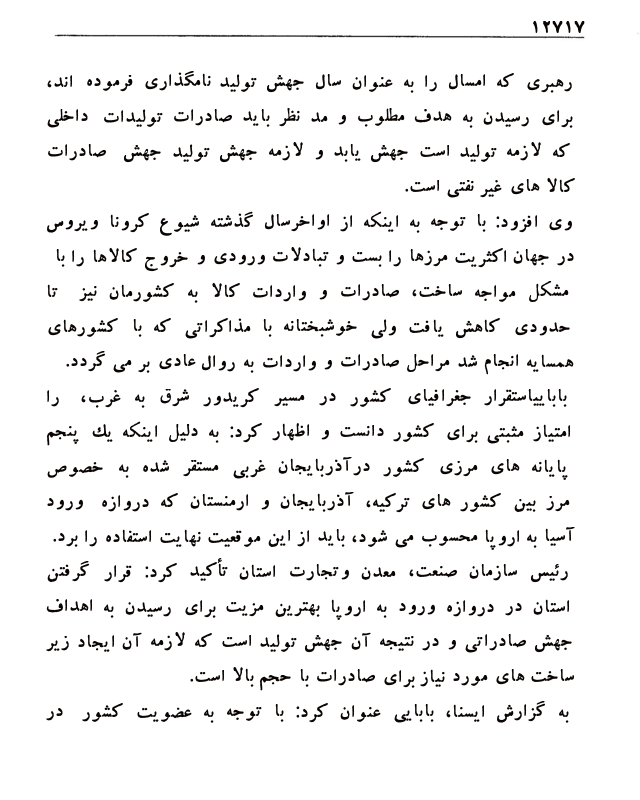 ۱۲۷۱۷
رهبری که امسال را به عنوان سال جهش تولید نامگذاری فرموده اند،
برای رسیدن به هدف مطلوب و مد نظر باید صادرات تولیدات داخلی
که لازمه تولید است جهش یابد و لازمه جهش تولید جهش صادرات
کالا های غیر نفتی است.
وی افزود: با توجه به اینکه از اواخرسال گذشته شیوع کرونا ویروس
در جهان اکثریت مرزها را بست و تبادلات ورودی و خروج کالاها را با
مشکل مواجه ساخت، صادرات و واردات کالا به کشورمان نیز تا
حدودی کاهش یافت ولی خوشبختانه با مذاکراتی که با کشورهای
همسایه انجام شد مراحل صادرات و واردات به روال عادی بر می گردد.
باباییاستقرار جغرافیای کشور در مسیر کریدور شرق به غرب، را
امتیاز مثبتی برای کشور دانست و اظهار کرد: به دلیل اینکه یك پنجم
پایانه های مرزی کشور درآذربایجان غربی مستقر شده به خصوص
مرز بین کشور های ترکیه، آذربایجان و ارمنستان که دروازه ورود
آسیا به اروپا محسوب می شود، باید از این موقعیت نهایت استفاده را برد.
رئیس سازمان صنعت، معدن وتجارت استان تأکید کرد: قرار گرفتن
استان در دروازه ورود به اروپا بهترین مزیت برای رسیدن به اهداف
جهش صادراتی و در نتیجه آن جهش تولید است که لازمه آن ایجاد زیر
ساخت های مورد نیاز برای صادرات با حجم بالا است.
به گزارش ایسنا، بابایی عنوان کرد: با توجه به عضویت کشور در